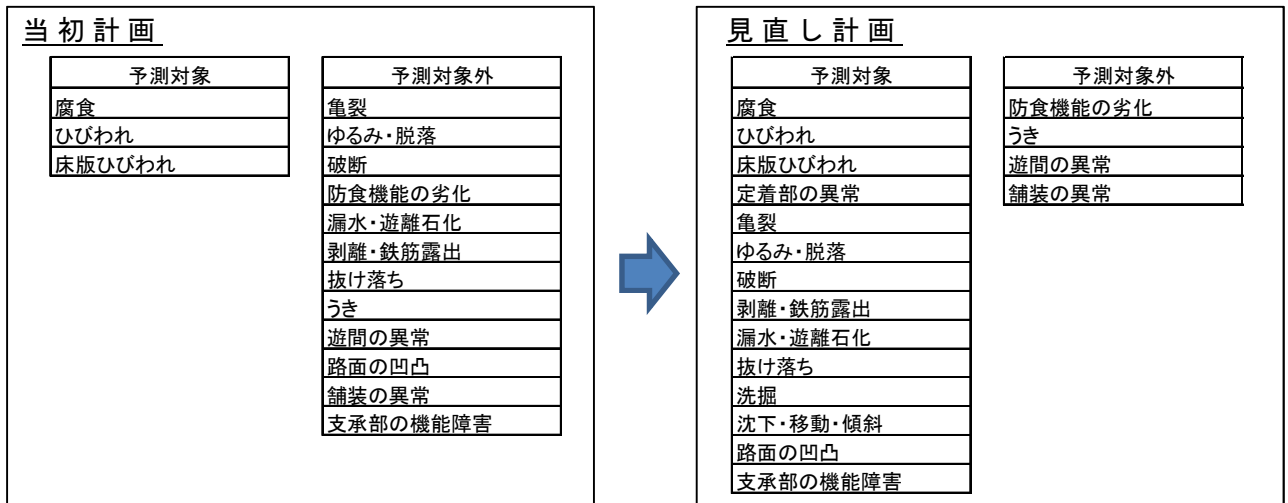 当初計画
予測対象
腐食
ひびわれ
床版ひびわれ
予測対象外
亀裂
ゆるみ・脱落
破断
防食機能の劣化
漏水・遊離石化
剥離・鉄筋露出
抜け落ち
うき
遊間の異常
路面の凹凸
舗装の異常
支承部の機能障害
見直し計画
予測対象
腐食
ひびわれ
床版ひびわれ
定着部の異常
亀裂
ゆるみ・脱落
破断
剥離・鉄筋露出
漏水・遊離石化
抜け落ち
洗掘
沈下・移動・傾斜
路面の凹凸
支承部の機能障害
予測対象外
防食機能の劣化
うき
遊間の異常
舗装の異常